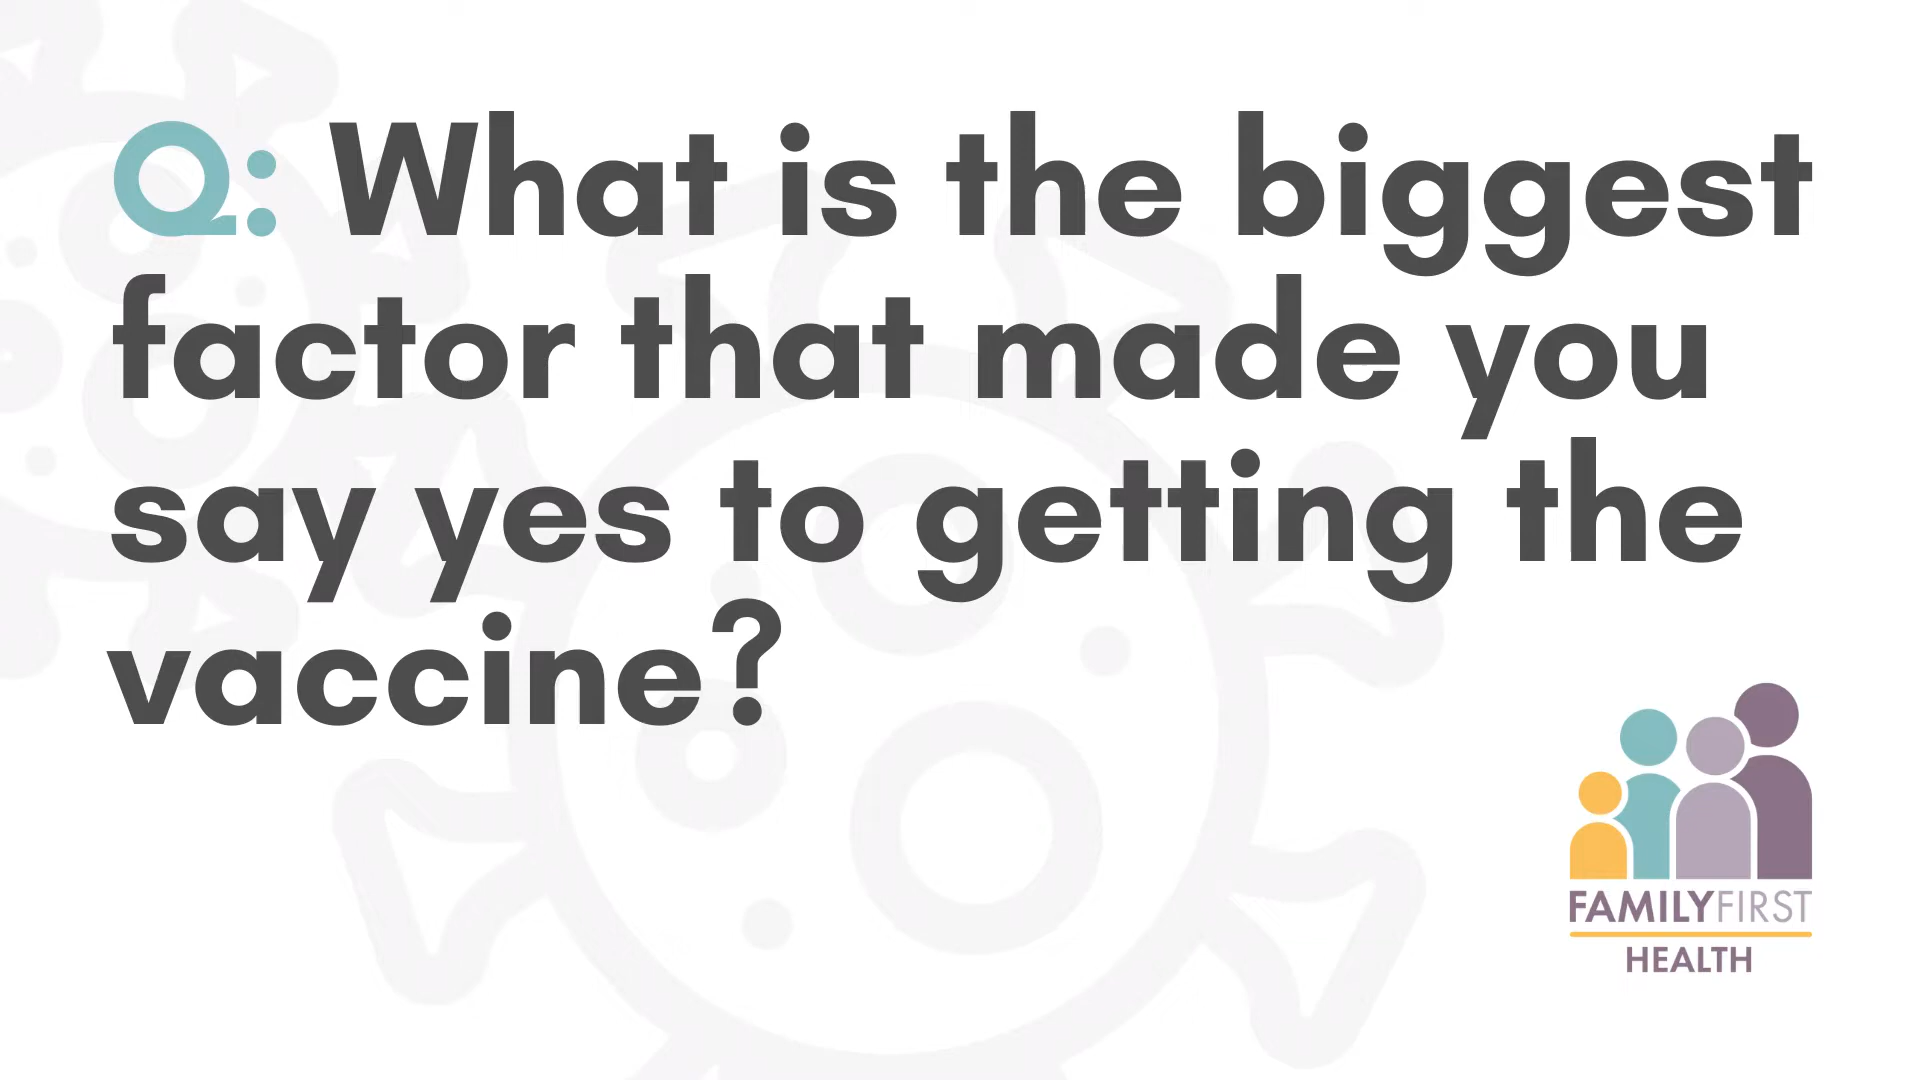 Q: What is the biggest
factor that made you
say yes to getting the
vaccine?
FAMILYFIRST
HEALTH